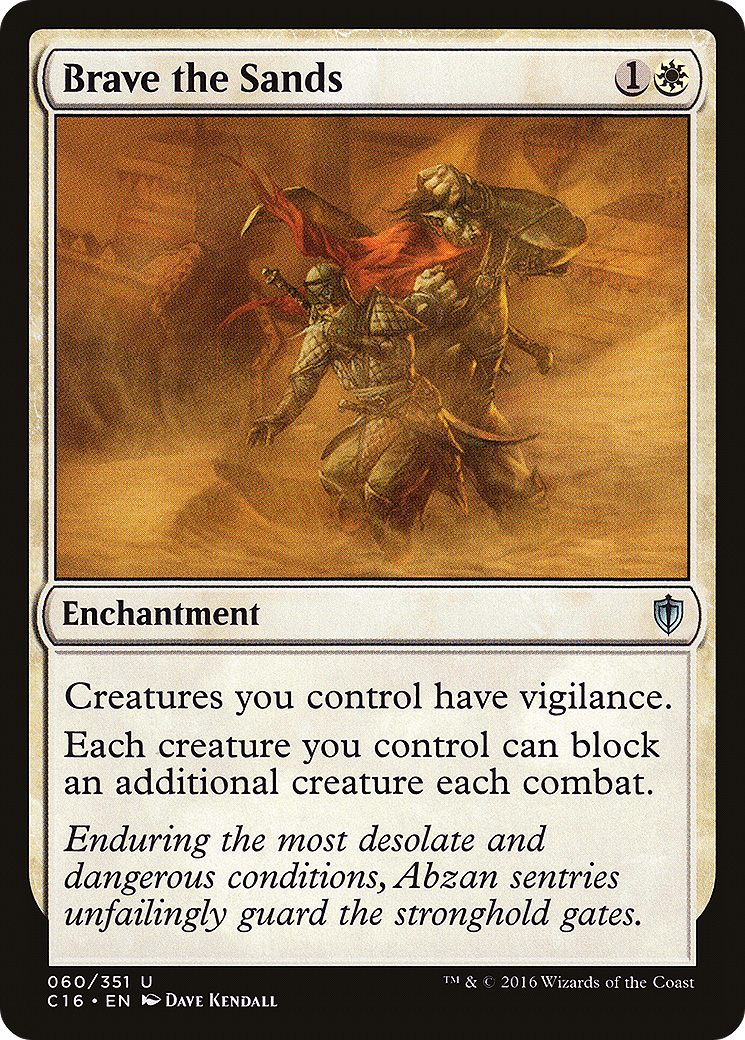 Brave the Sands 1
Enchantment
Creatures you control have vigilance.
Each creature you control can block
an additional creature each combat.
Enduring the most desolate and
dangerous conditions, Abzan sentries
unfailingly guard the stronghold gates.
060/351 U
™ & © 2016 Wizards of the Coast
C16 • EN Dave Kendall